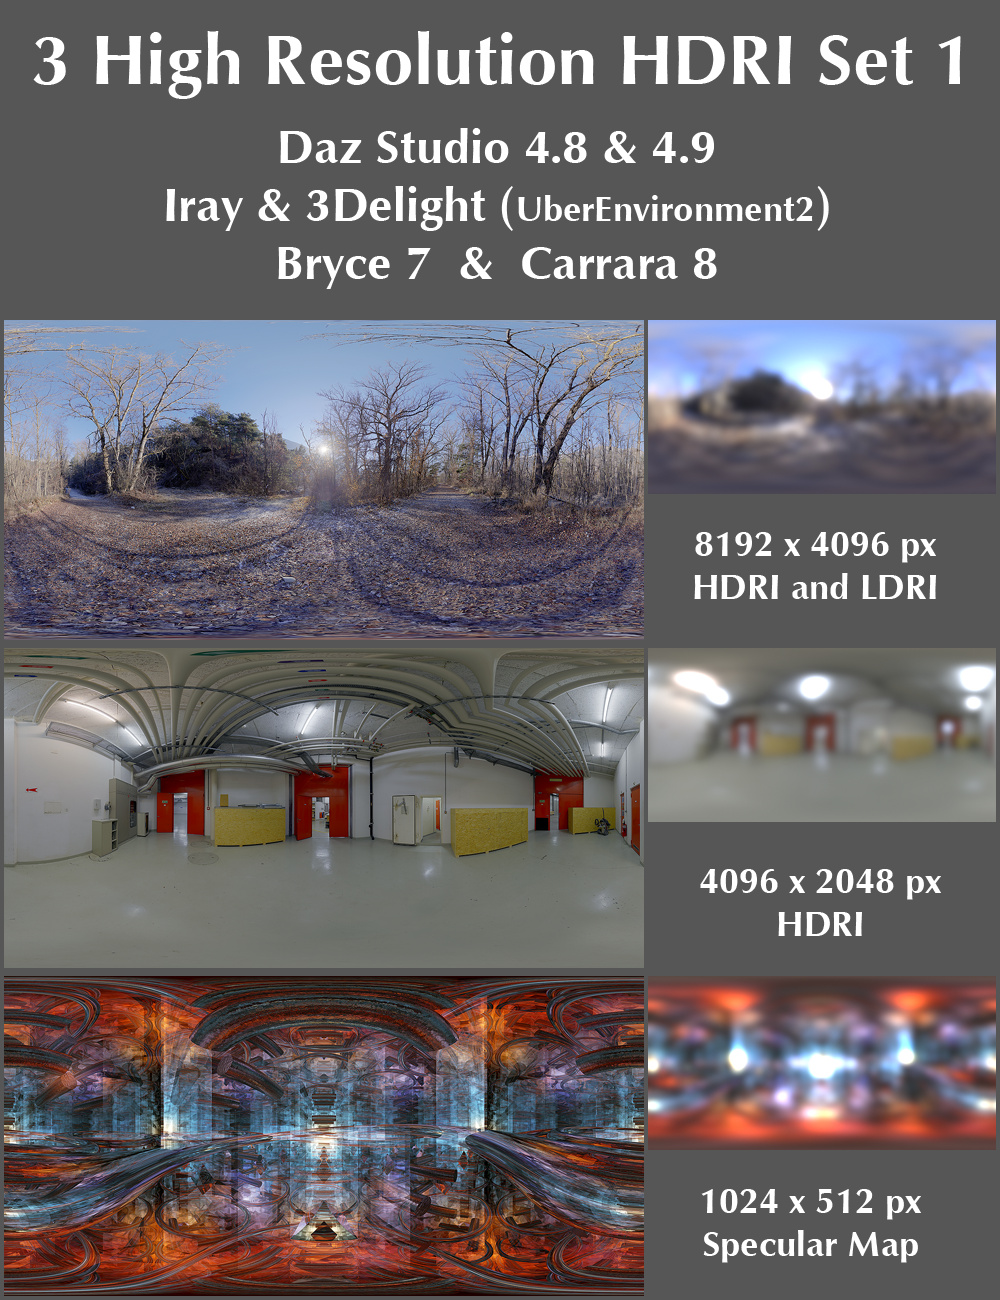 3 High Resolution HDRI Set 1
Daz Studio 4.8 & 4.9
Iray & 3Delight (UberEnvironment2)
Bryce 7 & Carrara 8
8192 x 4096 px
HDRI and LDRI
4096 x 2048 px
HDRI
1024 x 512 px
Specular Map